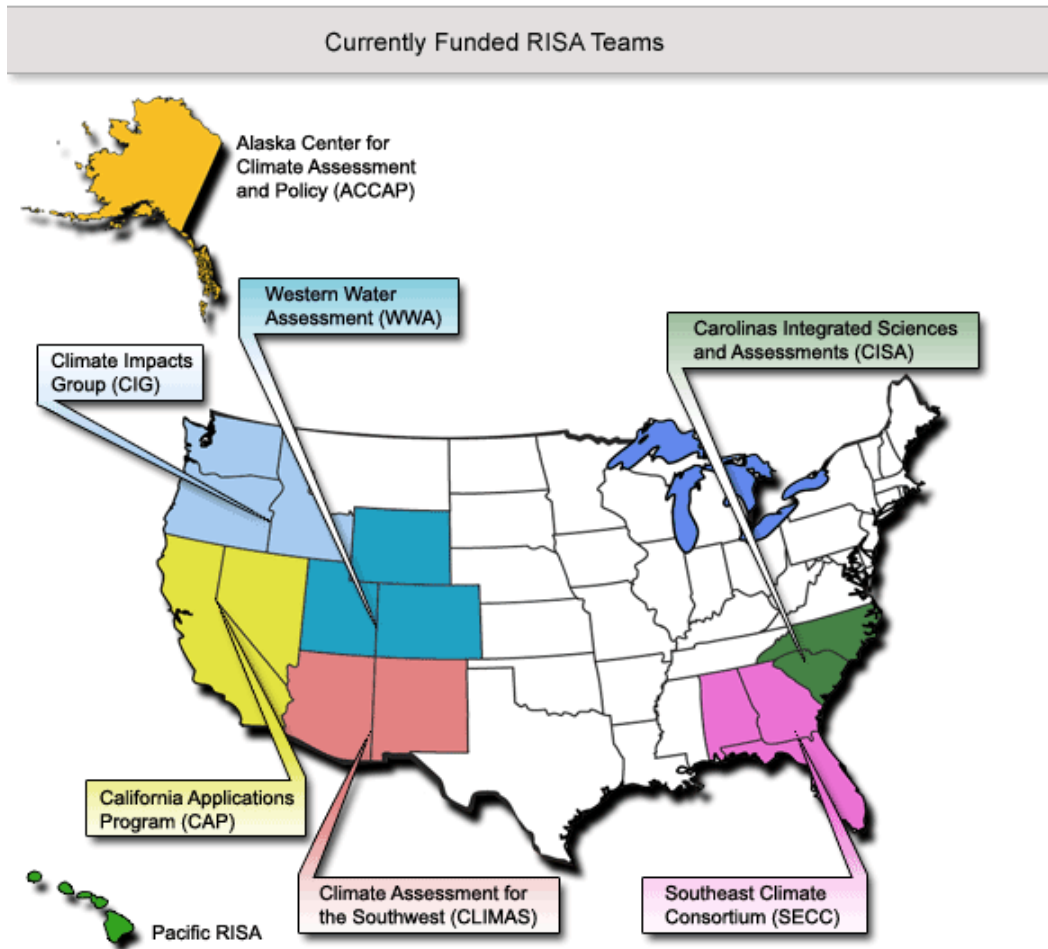 Currently Funded RISA Teams
Alaska Center for
Climate Assessment
and Policy (ACCAP)
Western Water
Assessment (WWA)
Carolinas Integrated Sciences
and Assessments (CISA)
Climate Impacts
Group (CIG)
California Applications
Program (CAP)
Climate Assessment for
the Southwest (CLIMAS)
Southeast Climate
Consortium (SECC)
Pacific RISA